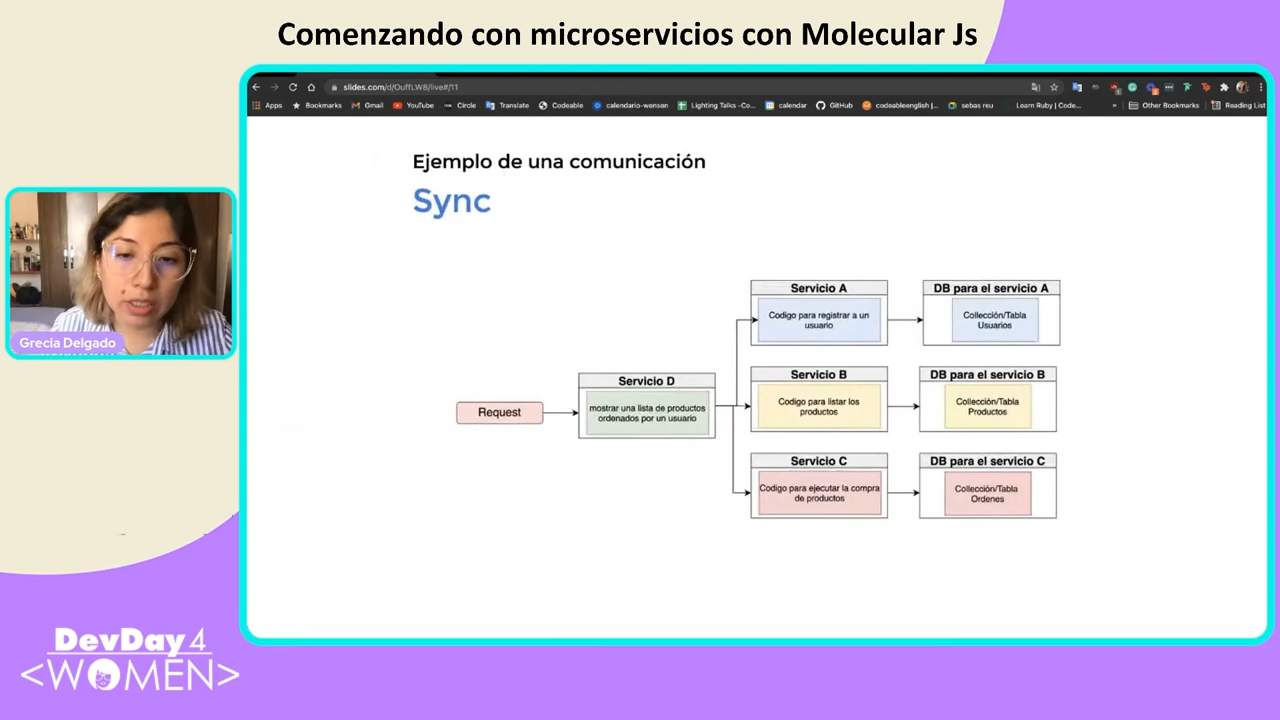 Comenzando con microservicios con Molecular Js
slides.com/d/OuffLW8/live#/11
Apps
Bookmarks
Gmail
YouTube
Circle
Translate
Codeable
calendario-wensan
Lighting Talks -Co...
calendar
GitHub
codeableenglish |...
sebas reu
Learn Ruby | Code...
»
Other Bookmarks
Reading List
Ejemplo de una comunicación
Sync
Servicio A
Codigo para registrar a un
usuario
DB para el servicio A
Collección/Tabla
Usuarios
Servicio B
Codigo para listar los
productos
DB para el servicio B
Collección/Tabla
Productos
Request
Servicio D
mostrar una lista de productos
ordenados por un usuario
Servicio C
Codigo para ejecutar la compra
de productos
DB para el servicio C
Collección/Tabla
Ordenes
Grecia Delgado
DevDay 4
<WOMEN>